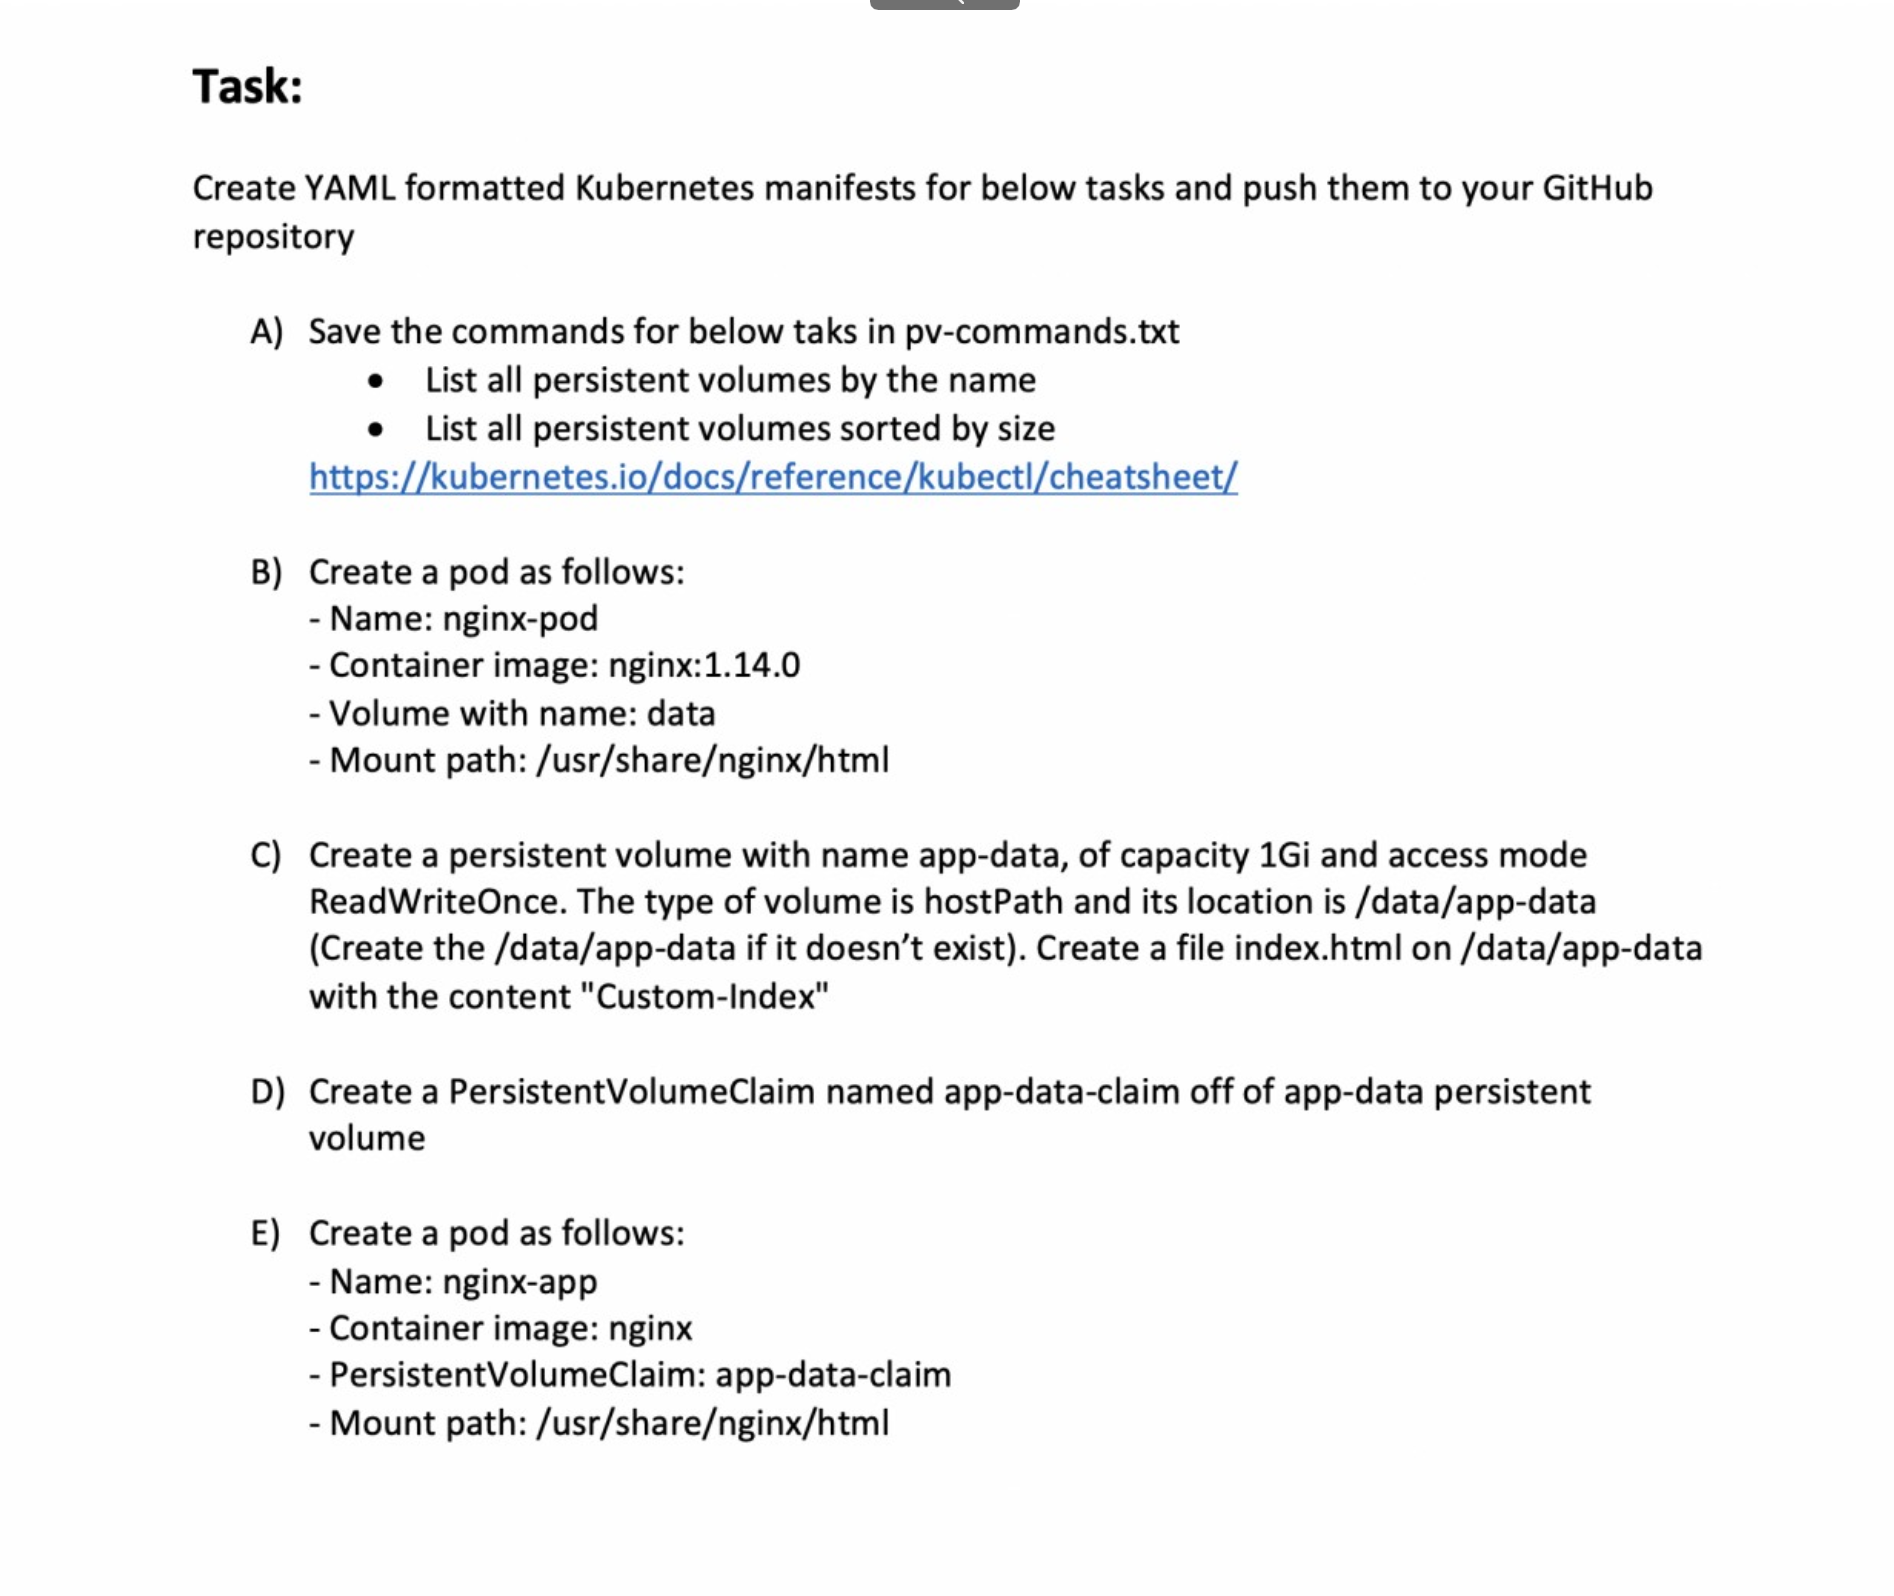 Task:
Create YAML formatted Kubernetes manifests for below tasks and push them to your GitHub
repository
A) Save the commands for below taks in pv-commands.txt
• List all persistent volumes by the name
• List all persistent volumes sorted by size
https://kubernetes.io/docs/reference/kubectl/cheatsheet/
B) Create a pod as follows:
- Name: nginx-pod
- Container image: nginx:1.14.0
- Volume with name: data
- Mount path: /usr/share/nginx/html
C) Create a persistent volume with name app-data, of capacity 1Gi and access mode
ReadWriteOnce. The type of volume is hostPath and its location is /data/app-data
(Create the /data/app-data if it doesn’t exist). Create a file index.html on /data/app-data
with the content "Custom-Index"
D) Create a PersistentVolumeClaim named app-data-claim off of app-data persistent
volume
E) Create a pod as follows:
- Name: nginx-app
- Container image: nginx
- PersistentVolumeClaim: app-data-claim
- Mount path: /usr/share/nginx/html